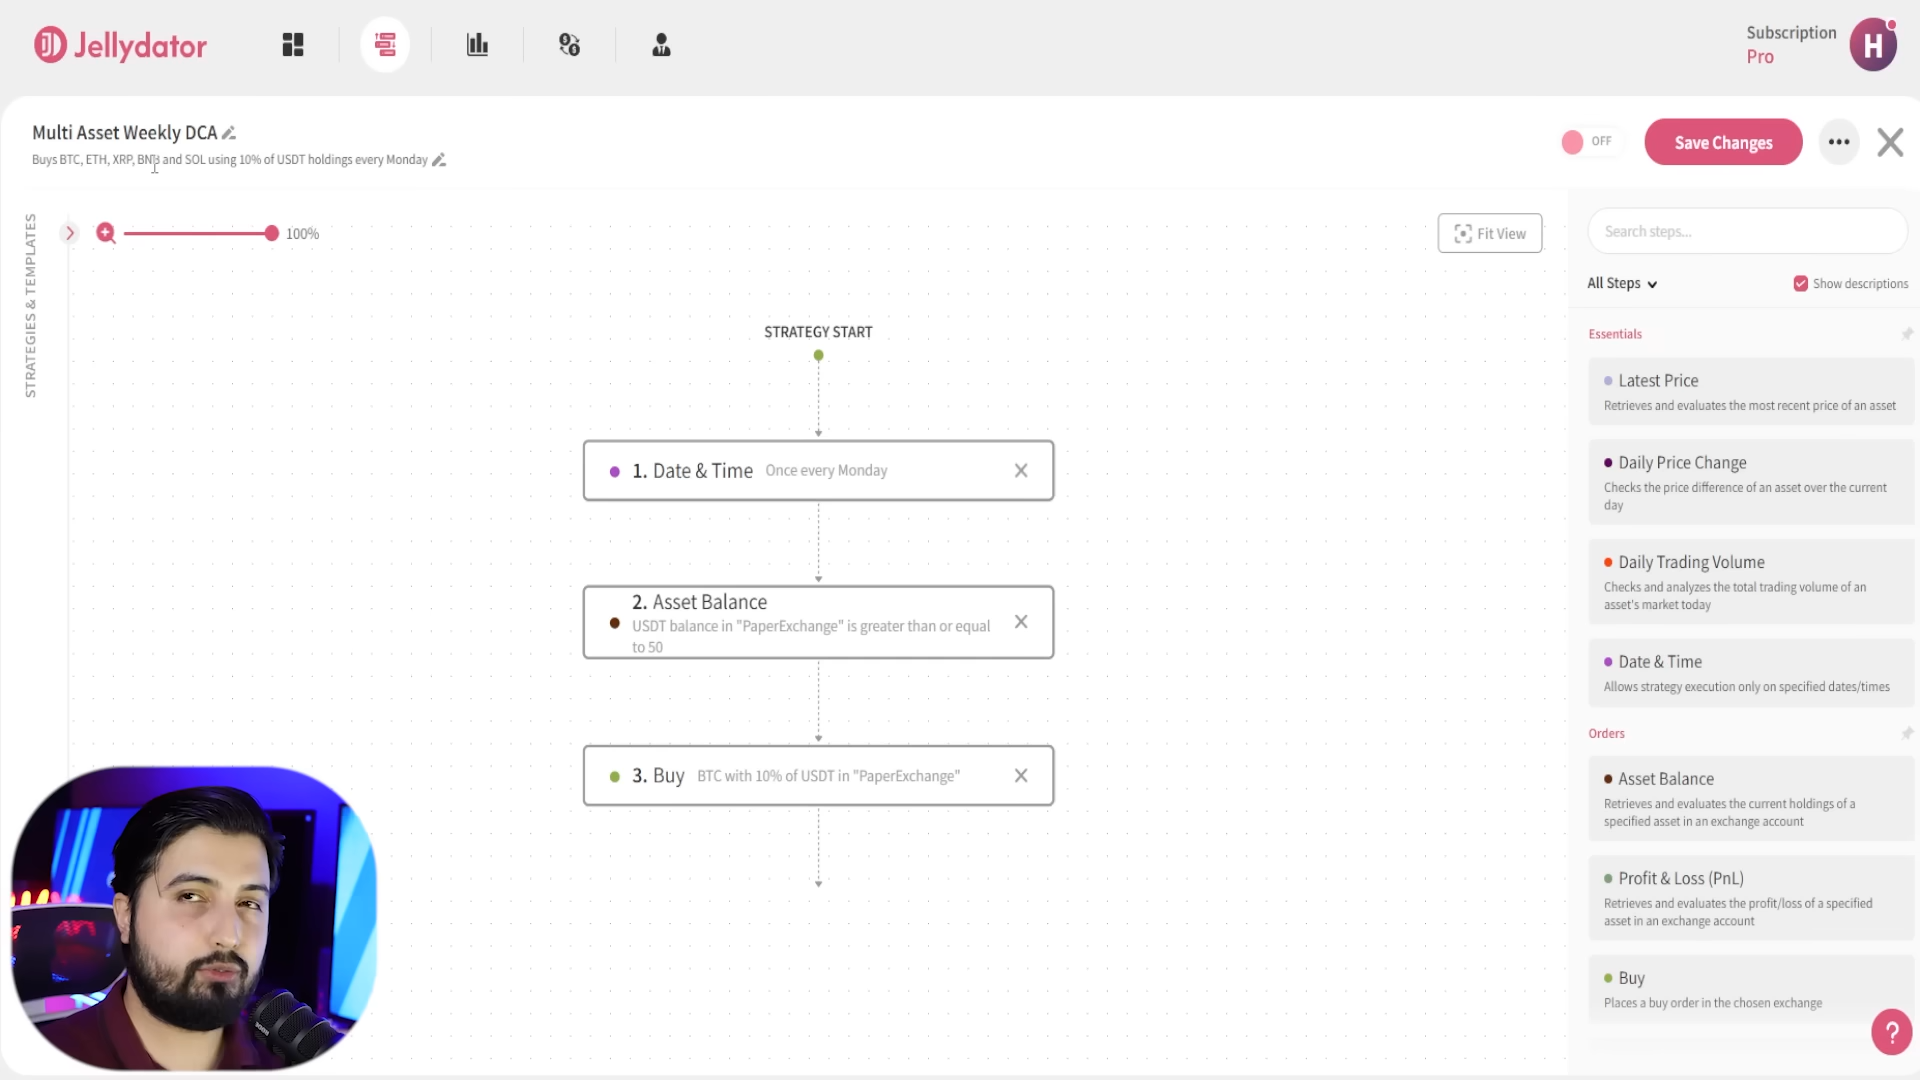 Jellydator
Subscription
Pro
H
Multi Asset Weekly DCA
Buys BTC, ETH, XRP, BNB and SOL using 10% of USDT holdings every Monday
OFF
Save Changes
STRATEGIES & TEMPLATES
100%
Fit View
STRATEGY START
1. Date & Time Once every Monday
2. Asset Balance
USDT balance in "PaperExchange" is greater than or equal
to 50
3. Buy BTC with 10% of USDT in "PaperExchange"
Search steps...
All Steps
Show descriptions
Essentials
Latest Price
Retrieves and evaluates the most recent price of an asset
Daily Price Change
Checks the price difference of an asset over the current
day
Daily Trading Volume
Checks and analyzes the total trading volume of an
asset's market today
Date & Time
Allows strategy execution only on specified dates/times
Orders
Asset Balance
Retrieves and evaluates the current holdings of a
specified asset in an exchange account
Profit & Loss (PnL)
Retrieves and evaluates the profit/loss of a specified
asset in an exchange account
Buy
Places a buy order in the chosen exchange
?